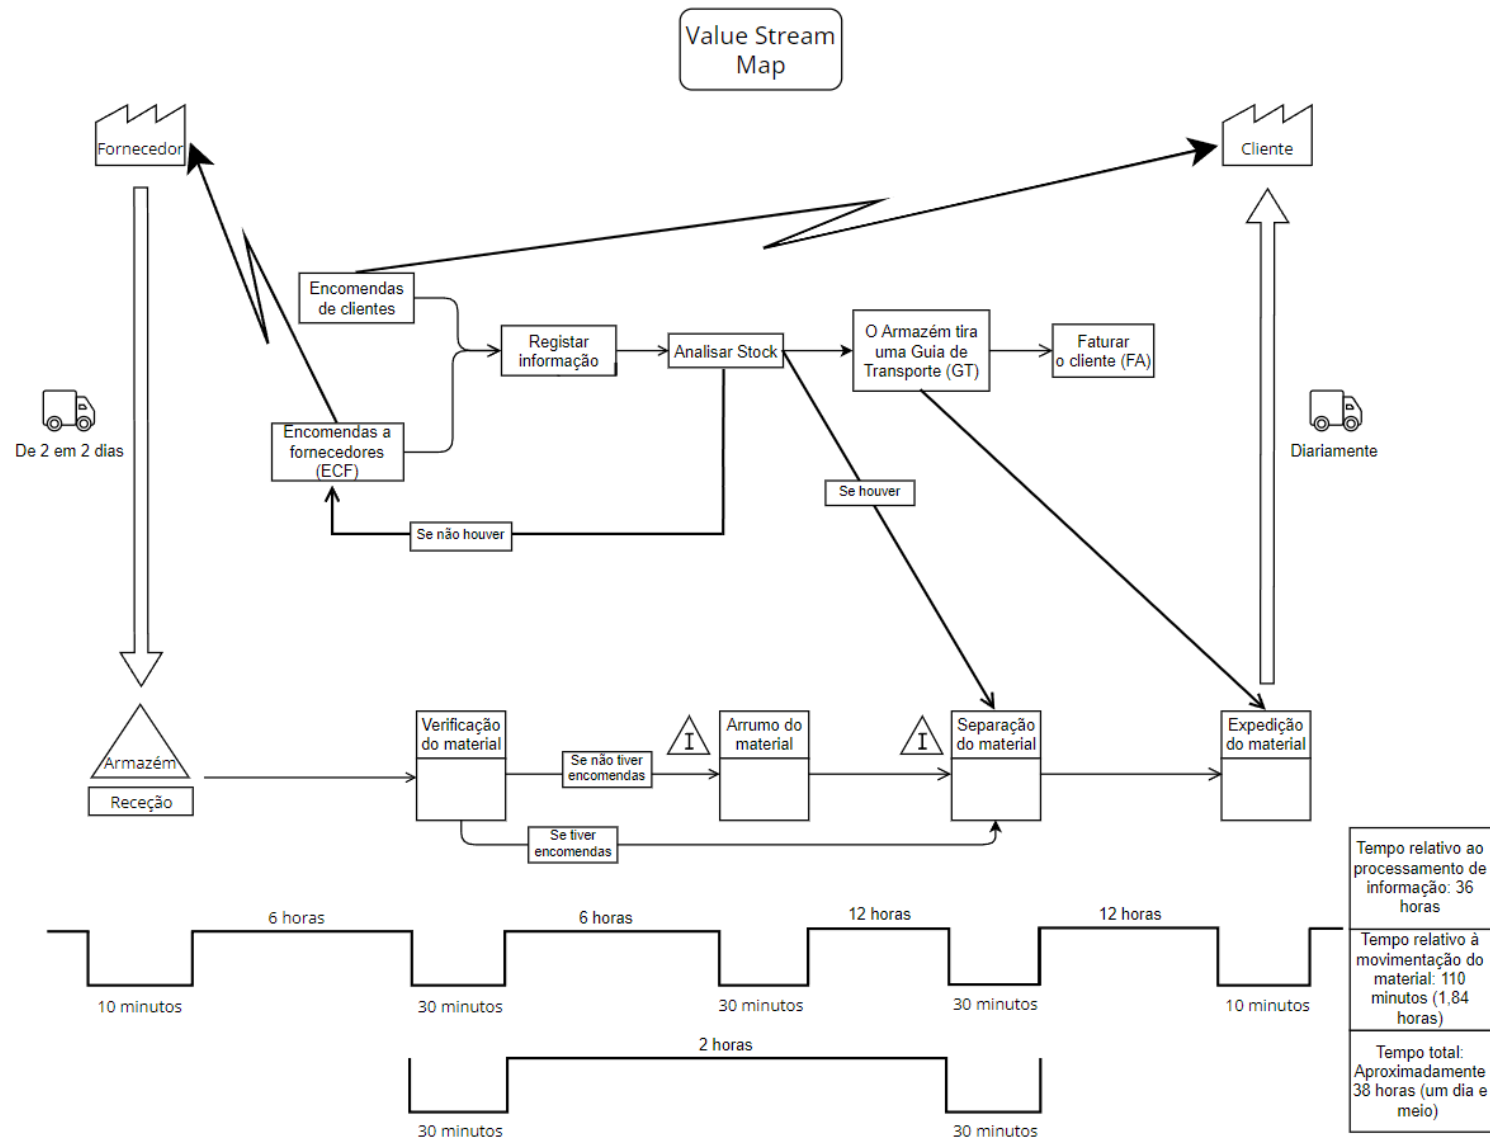 Value Stream
Map
Fornecedor
Cliente
Encomendas
de clientes
Registar
informação
Analisar Stock
O Armazém tira
uma Guia de
Transporte (GT)
Faturar
o cliente (FA)
De 2 em 2 dias
Encomendas a
fornecedores
(ECF)
Diariamente
Se houver
Se não houver
Armazém
Receção
Verificação
do material
Se não tiver
encomendas
I
Arrumo do
material
I
Separação
do material
Expedição
do material
Se tiver
encomendas
6 horas
6 horas
12 horas
12 horas
10 minutos
30 minutos
30 minutos
30 minutos
10 minutos
2 horas
30 minutos
30 minutos
Tempo relativo ao
processamento de
informação: 36
horas
Tempo relativo à
movimentação do
material: 110
minutos (1,84
horas)
Tempo total:
Aproximadamente
38 horas (um dia e
meio)